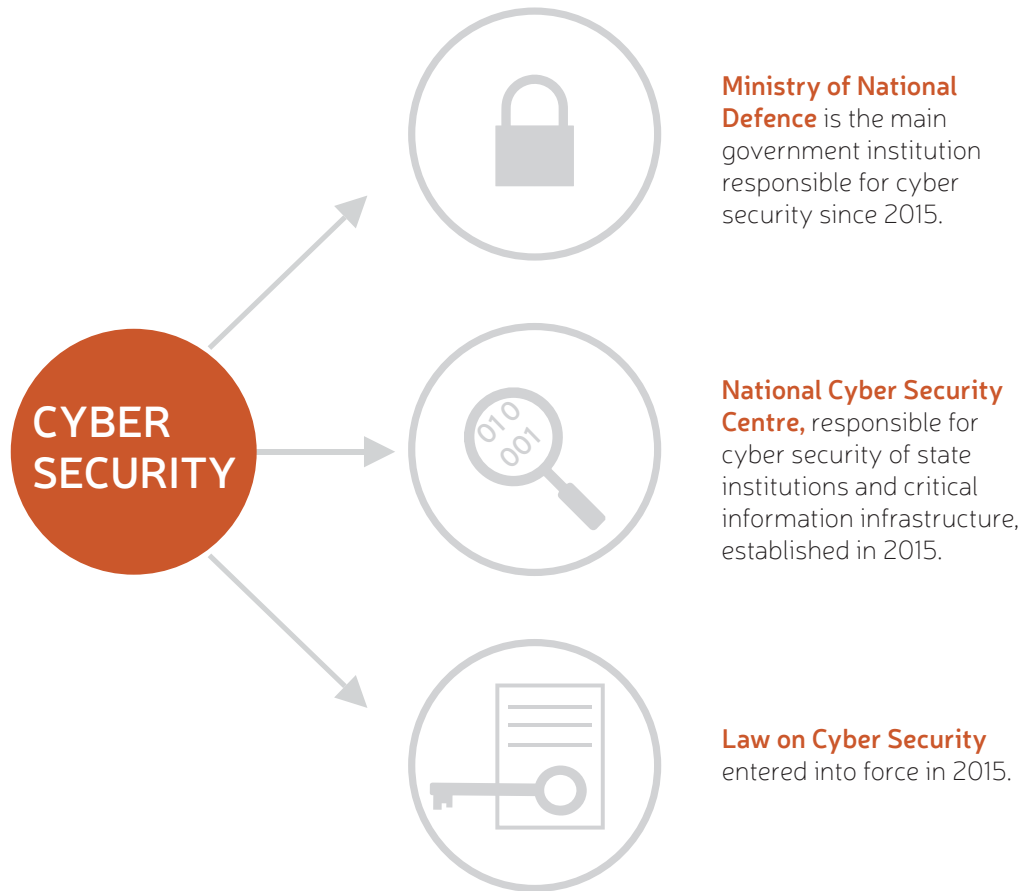 CYBER
SECURITY
Ministry of National
Defence is the main
government institution
responsible for cyber
security since 2015.
010
001
National Cyber Security
Centre, responsible for
cyber security of state
institutions and critical
information infrastructure,
established in 2015.
Law on Cyber Security
entered into force in 2015.